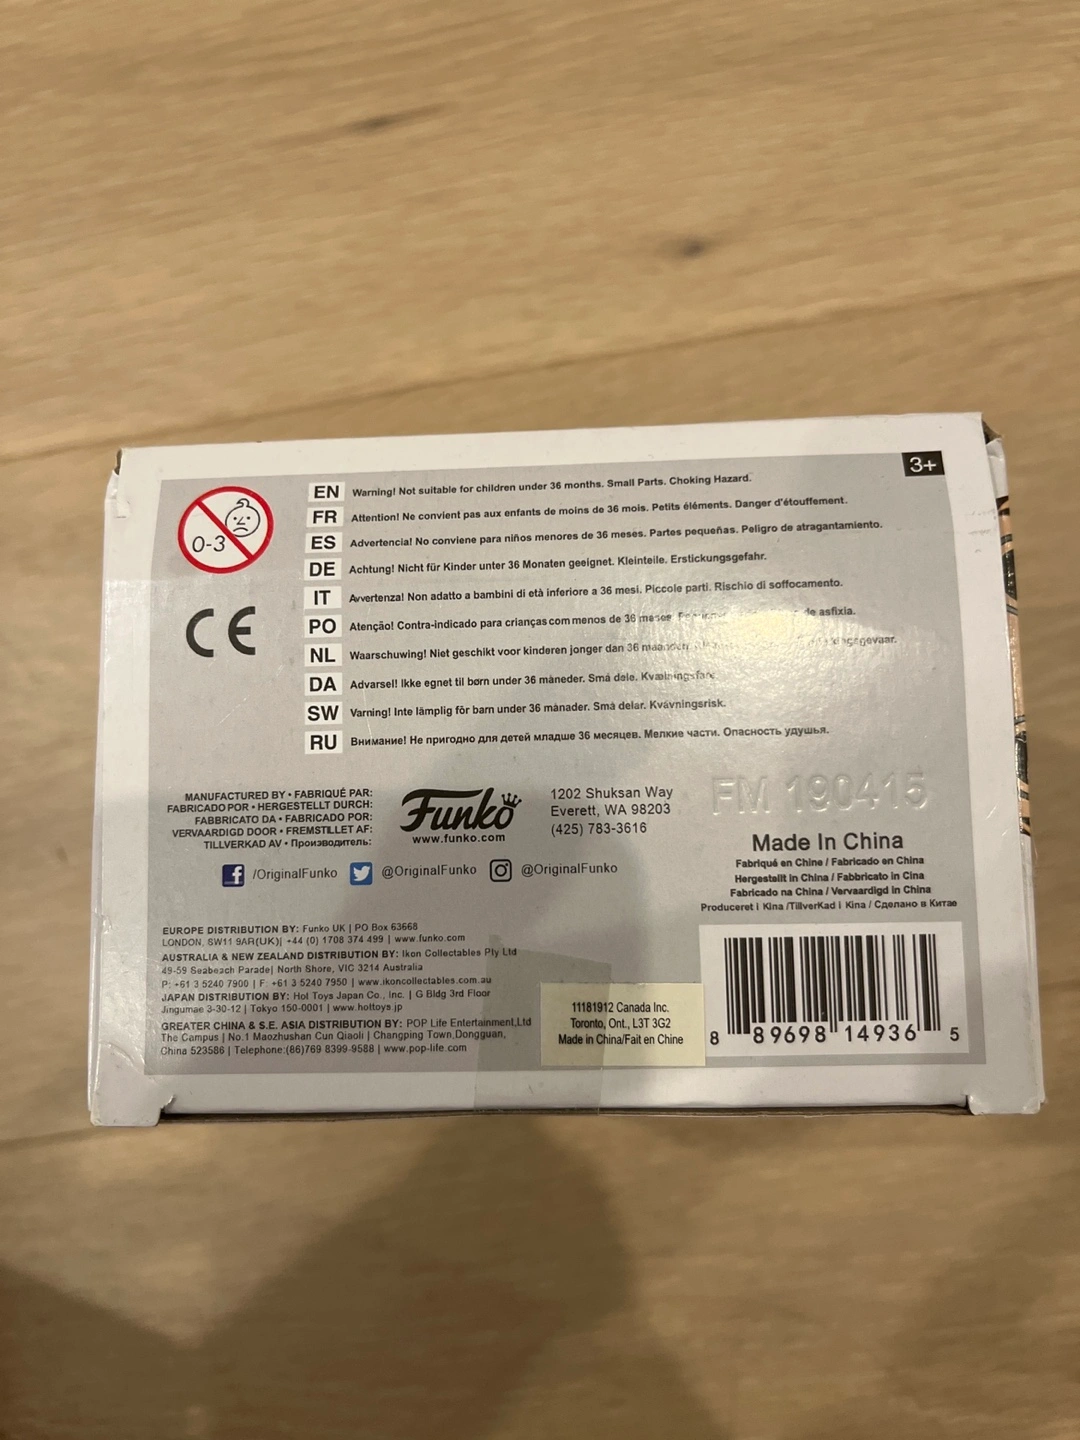 3+
0-3
EN Warning! Not suitable for children under 36 months. Small Parts. Choking Hazard.
FR Attention! Ne convient pas aux enfants de moins de 36 mois. Petits éléments. Danger d'étouffement.
ES Advertencia! No conviene para niños menores de 36 meses. Partes pequeñas. Peligro de atragantamiento.
DE Achtung! Nicht für Kinder unter 36 Monaten geeignet. Kleinteile. Erstickungsgefahr.
IT Avvertenza! Non adatto a bambini di età inferiore a 36 mesi. Piccole parti. Rischio di soffocamento.
PO Atenção! Contra-indicado para crianças com menos de 36 meses de asfixia.
NL Waarschuwing! Niet geschikt voor kinderen jonger dan 36 maanden
DA Advarsel! Ikke egnet til børn under 36 måneder. Små dele. Kvælningsfare.
SW Varning! Inte lämplig för barn under 36 månader. Små delar. Kvävningsrisk.
RU Внимание! Не пригодно для детей младше 36 месяцев. Мелкие части. Опасность удушья.
CE
MANUFACTURED BY • FABRIQUÉ PAR:
FABRICADO POR • HERGESTELLT DURCH:
FABBRICATO DA • FABRICADO POR:
VERVAARDIGD DOOR • FREMSTILLET AF:
TILLVERKAD AV • Производитель:
Funko
www.funko.com
1202 Shuksan Way
Everett, WA 98203
(425) 783-3616
/OriginalFunko @OriginalFunko @OriginalFunko
FM 190415
Made In China
Fabriqué en Chine / Fabricado en China
Hergestellt in China / Fabbricato in Cina
Fabricado na China / Vervaardigd in China
Produceret i Kina /TillverKad i Kina / Сделано в Китае
EUROPE DISTRIBUTION BY: Funko UK | PO Box 63668
LONDON, SW11 9AR(UK)| +44 (0) 1708 374 499 | www.funko.com
AUSTRALIA & NEW ZEALAND DISTRIBUTION BY: Ikon Collectables Pty Ltd
49-59 Seabeach Parade| North Shore, VIC 3214 Australia
P: +61 3 5240 7900 | F: +61 3 5240 7950 | www.ikoncollectables.com.au
JAPAN DISTRIBUTION BY: Hot Toys Japan Co., Inc. | G Bldg 3rd Floor
Jingumae 3-30-12 | Tokyo 150-0001 | www.hottoys.jp
GREATER CHINA & S.E. ASIA DISTRIBUTION BY: POP Life Entertainment,Ltd
The Campus | No.1 Maozhushan Cun Qiaoli | Changping Town,Dongguan,
China 523586 | Telephone:(86)769 8399-9588 | www.pop-life.com
11181912 Canada Inc.
Toronto, Ont., L3T 3G2
Made in China/Fait en Chine
8 89698 14936 5